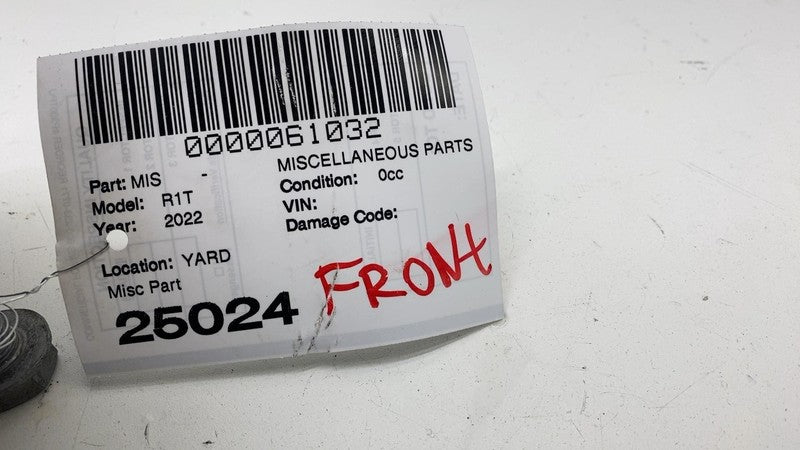 0000061032
MISCELLANEOUS PARTS
Part: MIS -
Condition: 0cc
Model: R1T
VIN:
Year: 2022
Damage Code:
Location: YARD
Misc Part
25024
FRONt